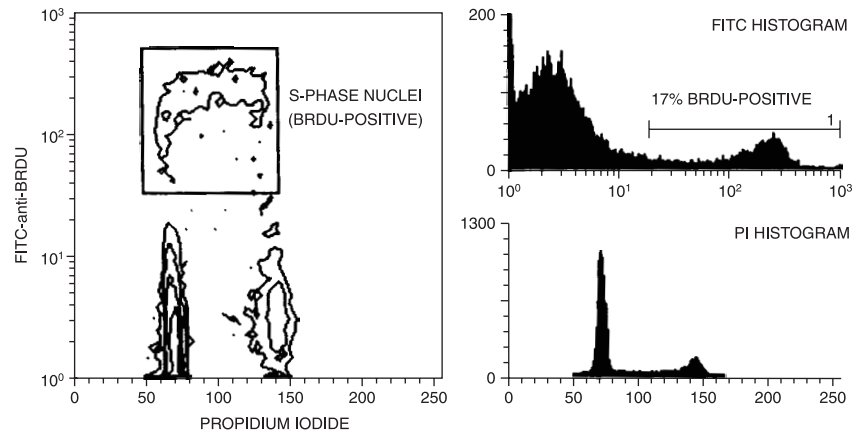 10³
10²
10¹
10⁰
FITC-anti-BRDU
0 50 100 150 200 250
PROPIDIUM IODIDE
S-PHASE NUCLEI
(BRDU-POSITIVE)
200
0
FITC HISTOGRAM
17% BRDU-POSITIVE
1
10⁰ 10¹ 10² 10³
1300
0
PI HISTOGRAM
0 50 100 150 200 250